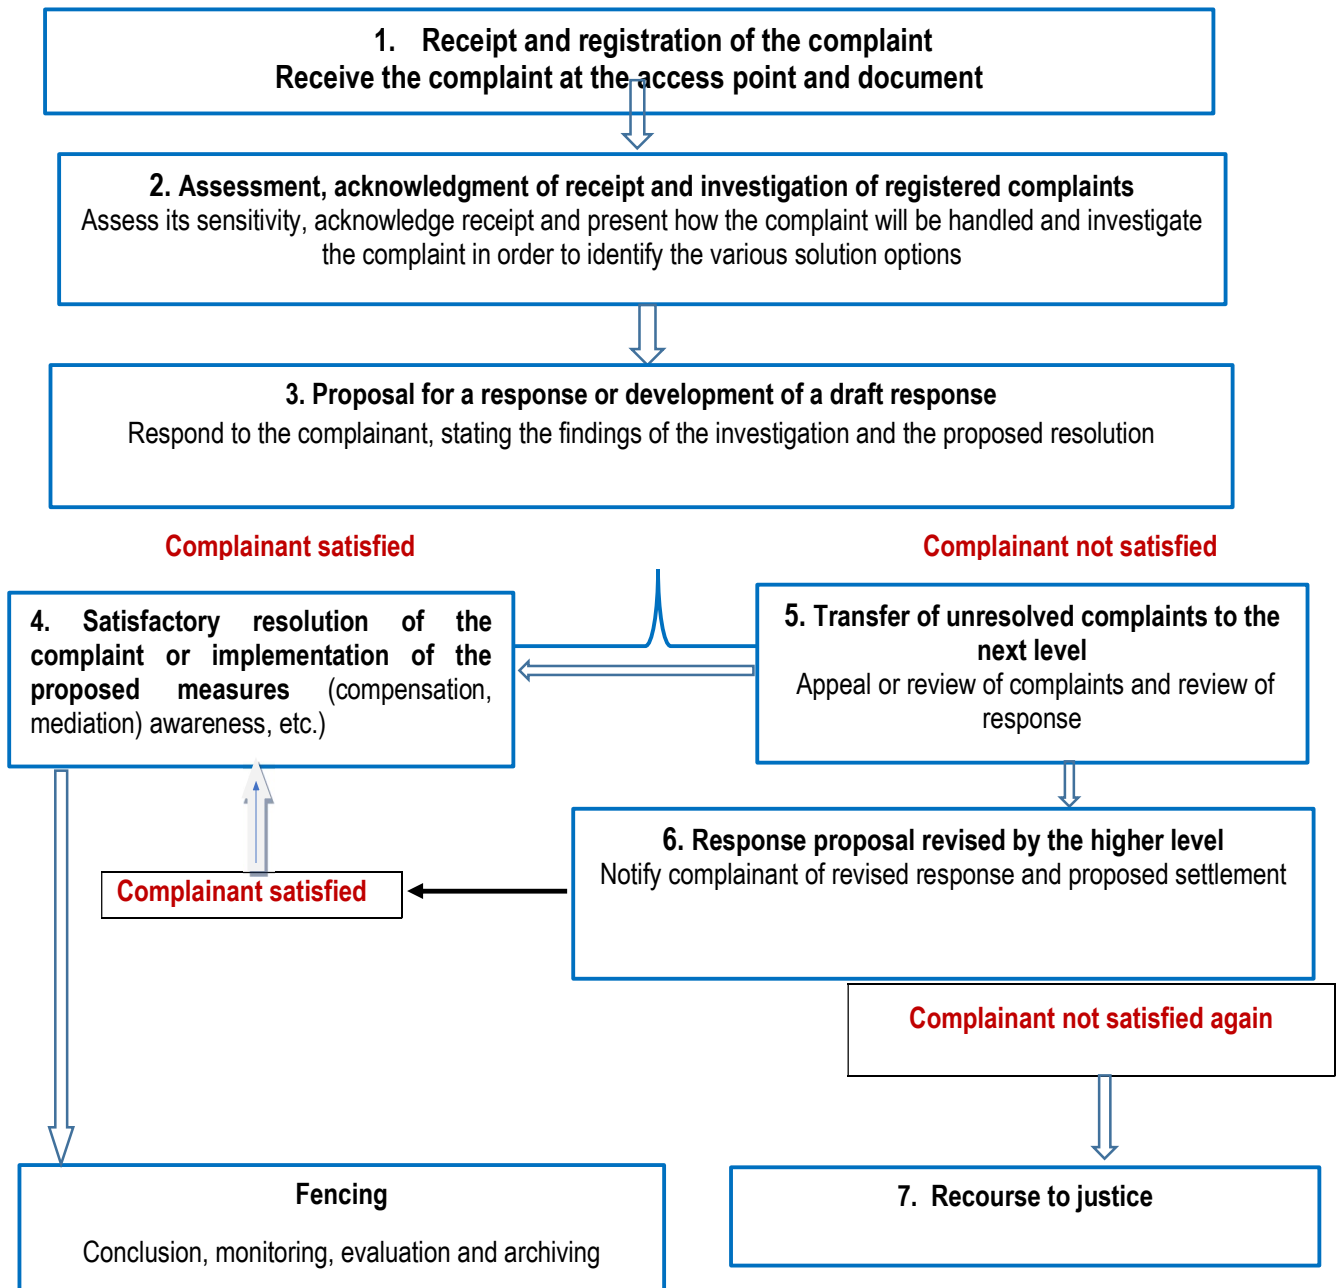 1. Receipt and registration of the complaint
Receive the complaint at the access point and document
2. Assessment, acknowledgment of receipt and investigation of registered complaints
Assess its sensitivity, acknowledge receipt and present how the complaint will be handled and investigate
the complaint in order to identify the various solution options
3. Proposal for a response or development of a draft response
Respond to the complainant, stating the findings of the investigation and the proposed resolution
Complainant satisfied
Complainant not satisfied
4. Satisfactory resolution of the
complaint or implementation of the
proposed measures (compensation,
mediation) awareness, etc.)
5. Transfer of unresolved complaints to the
next level
Appeal or review of complaints and review of
response
6. Response proposal revised by the higher level
Notify complainant of revised response and proposed settlement
Complainant satisfied
Complainant not satisfied again
Fencing
Conclusion, monitoring, evaluation and archiving
7. Recourse to justice